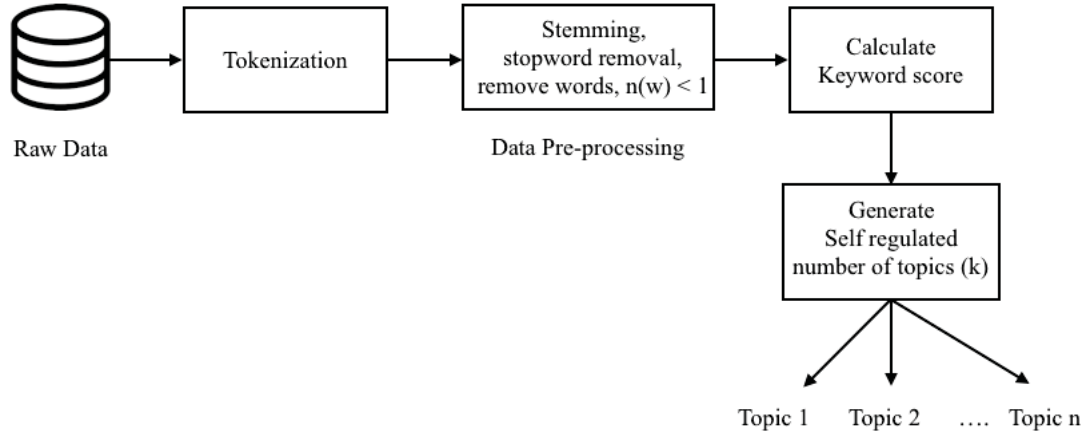 Raw Data
Tokenization
Stemming,
stopword removal,
remove words, n(w) < 1
Data Pre-processing
Calculate
Keyword score
Generate
Self regulated
number of topics (k)
Topic 1
Topic 2
....
Topic n